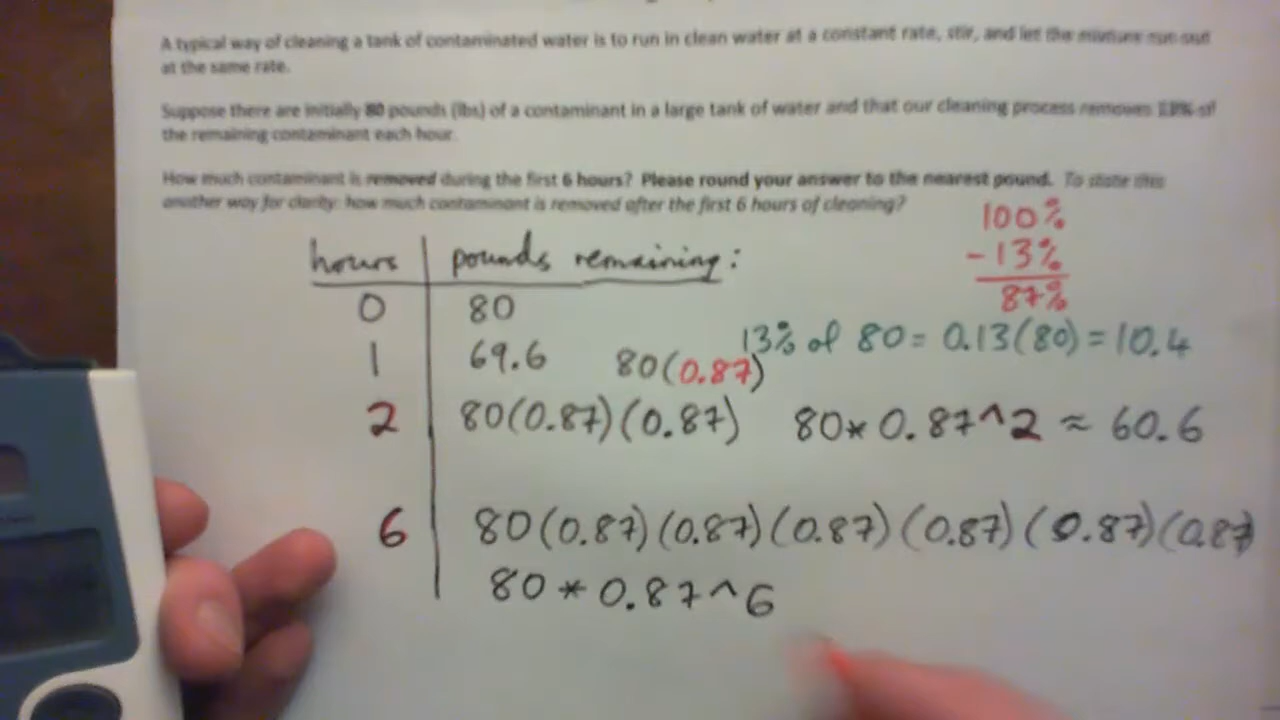 A typical way of cleaning a tank of contaminated water is to run in clean water at a constant rate, stir, and let the mixture run out
at the same rate.
Suppose there are initially 80 pounds (lbs) of a contaminant in a large tank of water and that our cleaning process removes 13% of
the remaining contaminant each hour.
How much contaminant is removed during the first 6 hours? Please round your answer to the nearest pound. To state this
another way for clarity: how much contaminant is removed after the first 6 hours of cleaning?
100%
- 13%
87%
hours pounds remaining:
0 80
13% of 80 = 0.13(80) = 10.4
1 69.6 80(0.87)
2 80(0.87)(0.87) 80*0.87^2 ≈ 60.6
6 80(0.87)(0.87)(0.87)(0.87)(0.87)(0.87
80*0.87^6